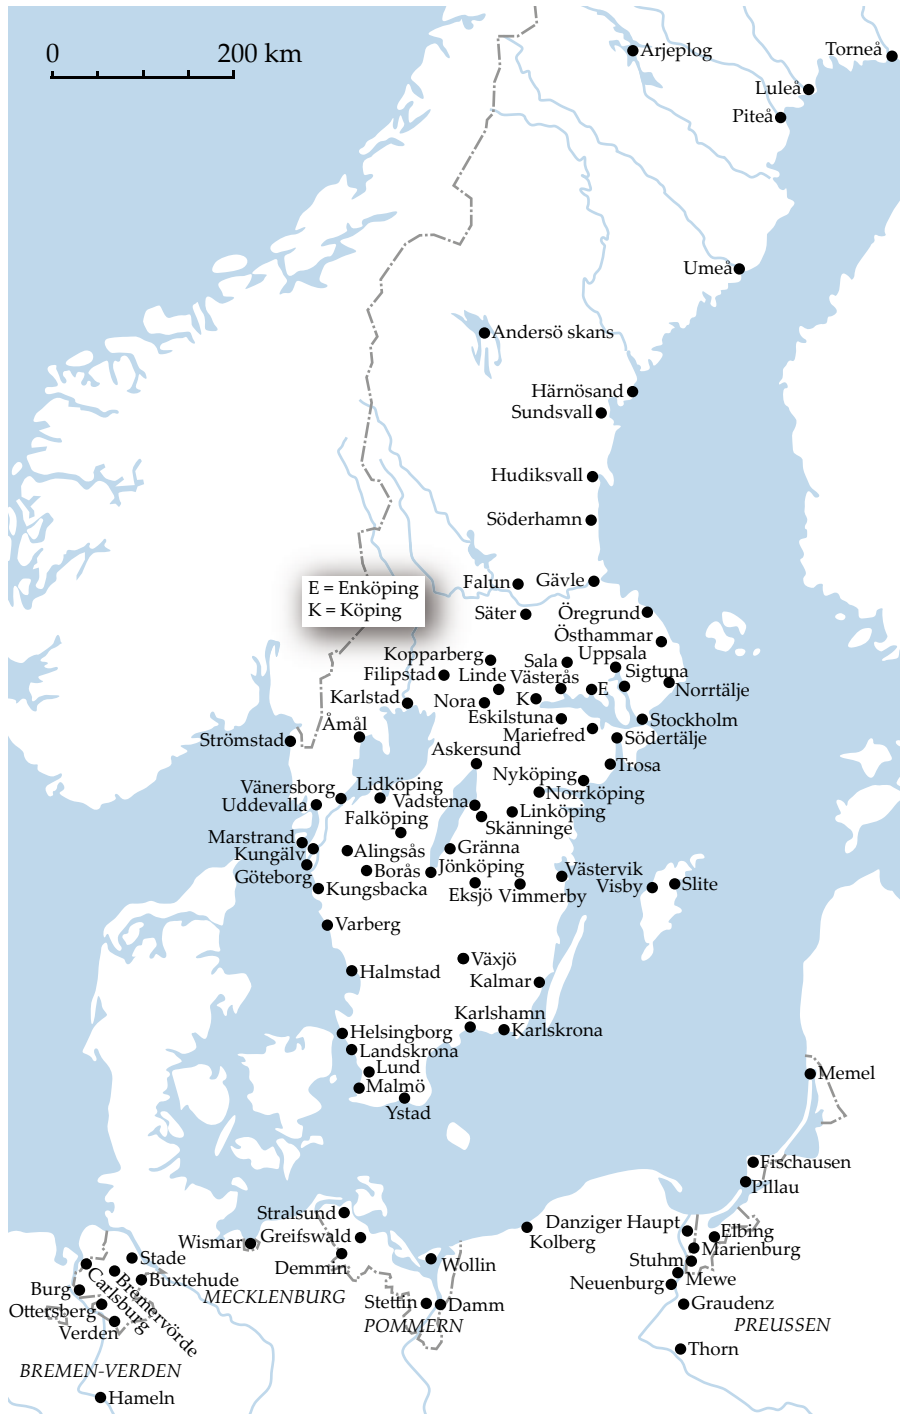 0 200 km
Arjeplog
Torneå
Luleå
Piteå
Umeå
Andersö skans
Härnösand
Sundsvall
Hudiksvall
Söderhamn
Falun
Gävle
E = Enköping
K = Köping
Säter
Öregrund
Östhammar
Uppsala
Kopparberg
Sala
Sigtuna
Filipstad
Linde
Västerås
E
Norrtälje
Karlstad
Nora
K
Eskilstuna
Stockholm
Mariefred
Södertälje
Åmål
Strömstad
Askersund
Trosa
Nyköping
Vänersborg
Lidköping
Norrköping
Uddevalla
Vadstena
Linköping
Falköping
Skänninge
Marstrand
Kungälv
Alingsås
Gränna
Göteborg
Borås
Jönköping
Västervik
Kungsbacka
Eksjö
Vimmerby
Visby
Slite
Varberg
Växjö
Halmstad
Kalmar
Karlshamn
Karlskrona
Helsingborg
Landskrona
Lund
Malmö
Ystad
Memel
Fischausen
Pillau
Stralsund
Danziger Haupt
Elbing
Wismar
Greifswald
Kolberg
Marienburg
Stade
Demmin
Wollin
Stuhm
Mewe
Buxtehude
Neuenburg
Burg
Carlsburg
Bremervörde
MECKLENBURG
Stettin
Damm
Graudenz
Ottersberg
Verden
POMMERN
PREUSSEN
Thorn
BREMEN-VERDEN
Hameln